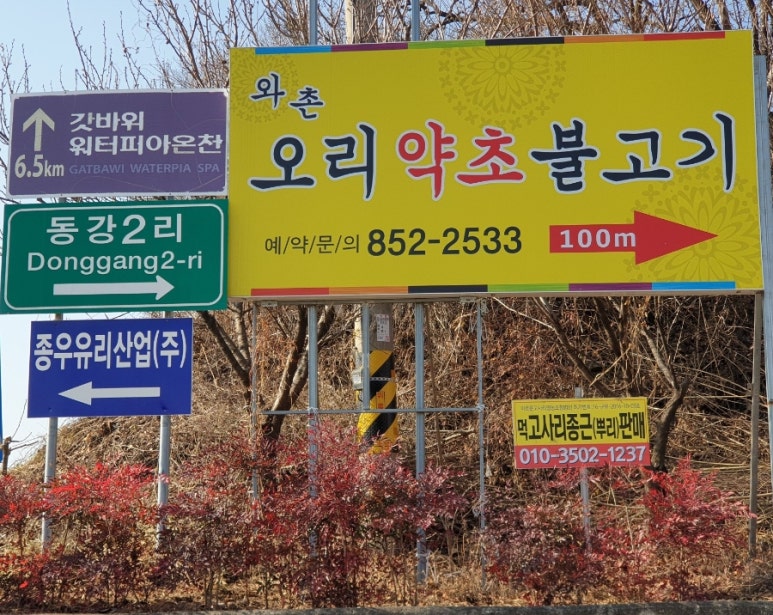 갓바위
워터피아온천
6.5km
GATBAWI WATERPIA SPA
동강2리
Donggang2-ri
종우유리산업(주)
와촌
오리약초불고기
예/약/문/의 852-2533
100m
먹고사리종근(뿌리)판매
010-3502-1237